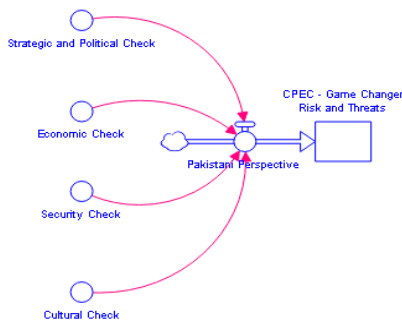 Strategic and Political Check
CPEC - Game Changer
Risk and Threats
Economic Check
Pakistani Perspective
Security Check
Cultural Check